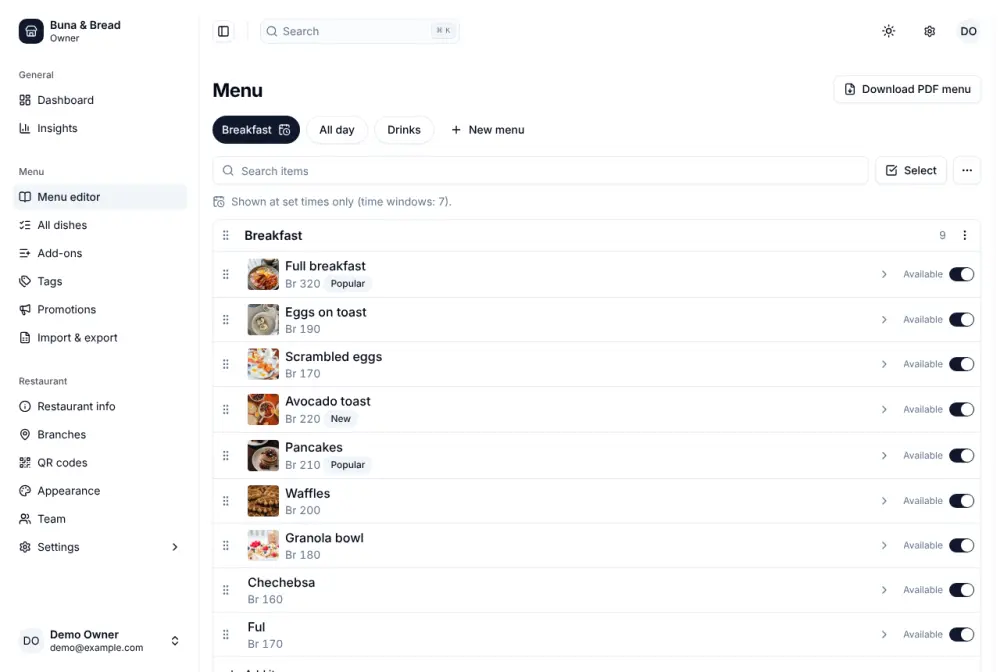 Buna & Bread
Owner
General
Dashboard
Insights
Menu
Menu editor
All dishes
Add-ons
Tags
Promotions
Import & export
Restaurant
Restaurant info
Branches
QR codes
Appearance
Team
Settings
DO
Demo Owner
demo@example.com
Search
⌘ K
DO
Menu
Download PDF menu
Breakfast
All day
Drinks
New menu
Search items
Select
Shown at set times only (time windows: 7).
Breakfast
9
Full breakfast
Br 320 Popular
Available
Eggs on toast
Br 190
Available
Scrambled eggs
Br 170
Available
Avocado toast
Br 220 New
Available
Pancakes
Br 210 Popular
Available
Waffles
Br 200
Available
Granola bowl
Br 180
Available
Chechebsa
Br 160
Available
Ful
Br 170
Available